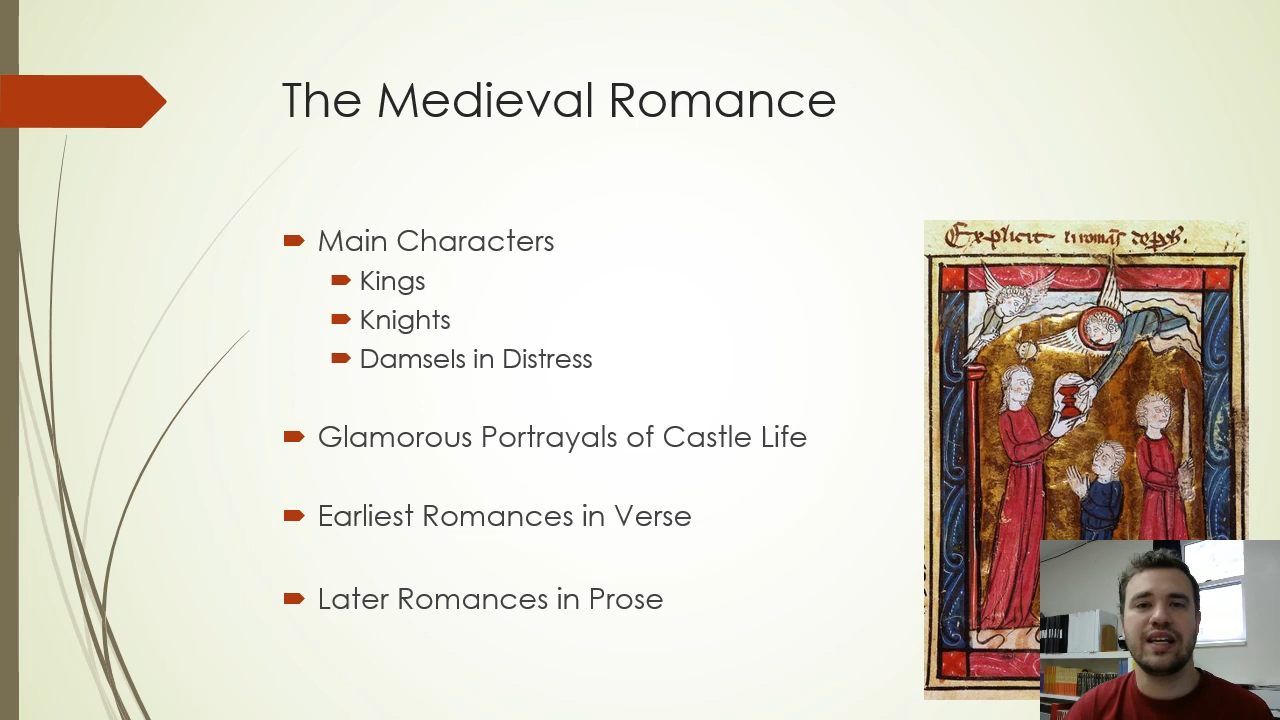 The Medieval Romance
Main Characters
Kings
Knights
Damsels in Distress
Glamorous Portrayals of Castle Life
Earliest Romances in Verse
Later Romances in Prose
Explicit